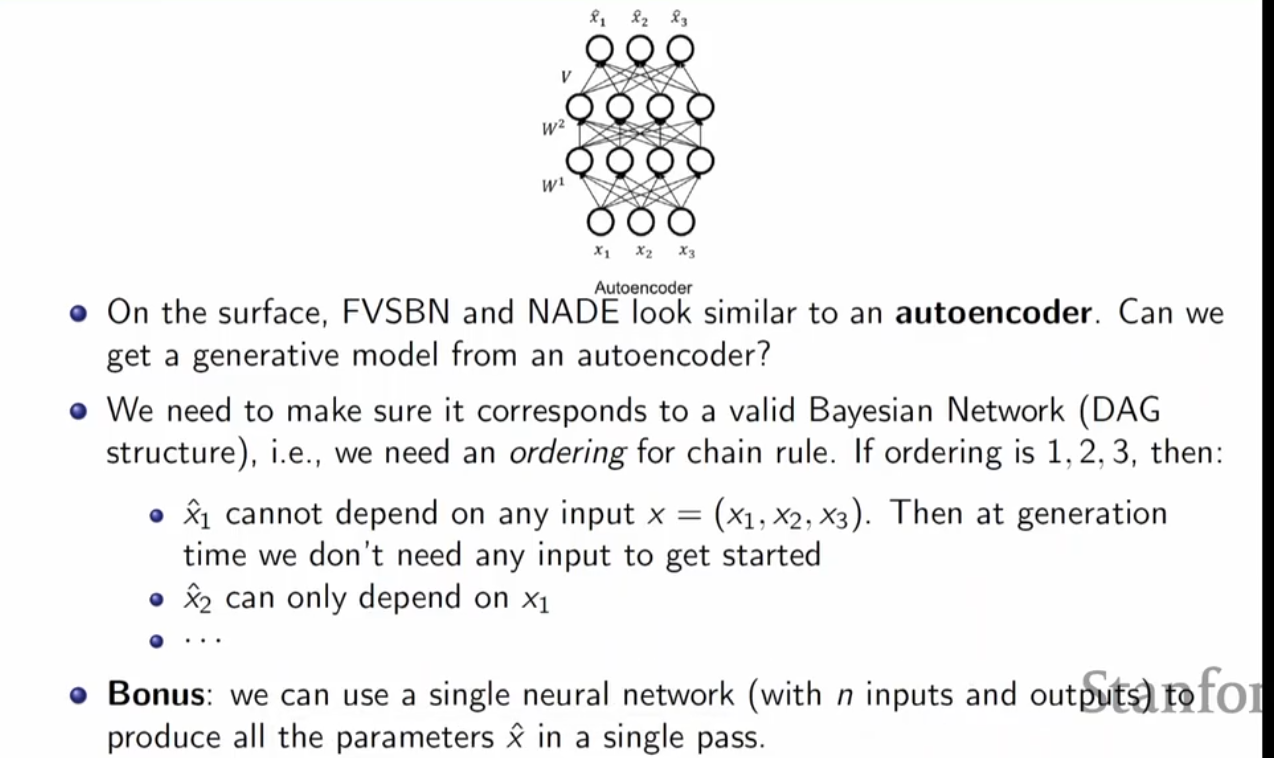 x̂₁ x̂₂ x̂₃
V
W²
W¹
x₁ x₂ x₃
Autoencoder
On the surface, FVSBN and NADE look similar to an autoencoder. Can we
get a generative model from an autoencoder?
We need to make sure it corresponds to a valid Bayesian Network (DAG
structure), i.e., we need an ordering for chain rule. If ordering is 1, 2, 3, then:
x̂₁ cannot depend on any input x = (x₁, x₂, x₃). Then at generation
time we don't need any input to get started
x̂₂ can only depend on x₁
· · ·
Bonus: we can use a single neural network (with n inputs and outputs) to
produce all the parameters x̂ in a single pass.
Stanfor